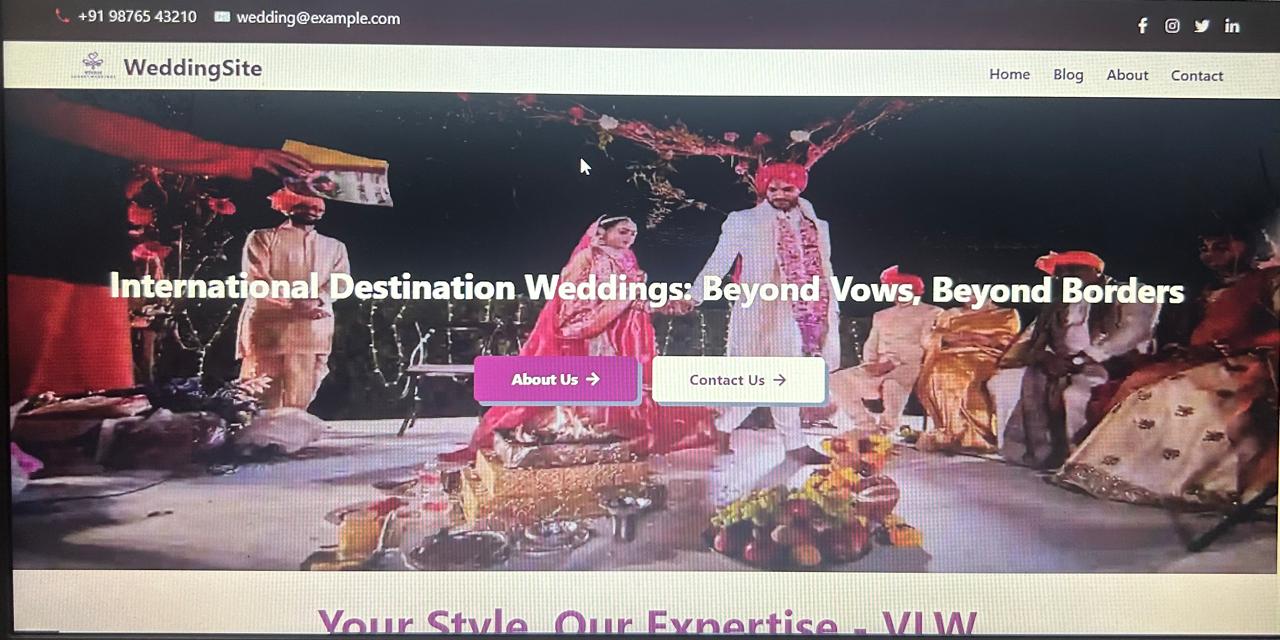 +91 98765 43210 wedding@example.com
WeddingSite
Home Blog About Contact
International Destination Weddings: Beyond Vows, Beyond Borders
About Us → Contact Us →
Your Style, Our Expertise - VLW